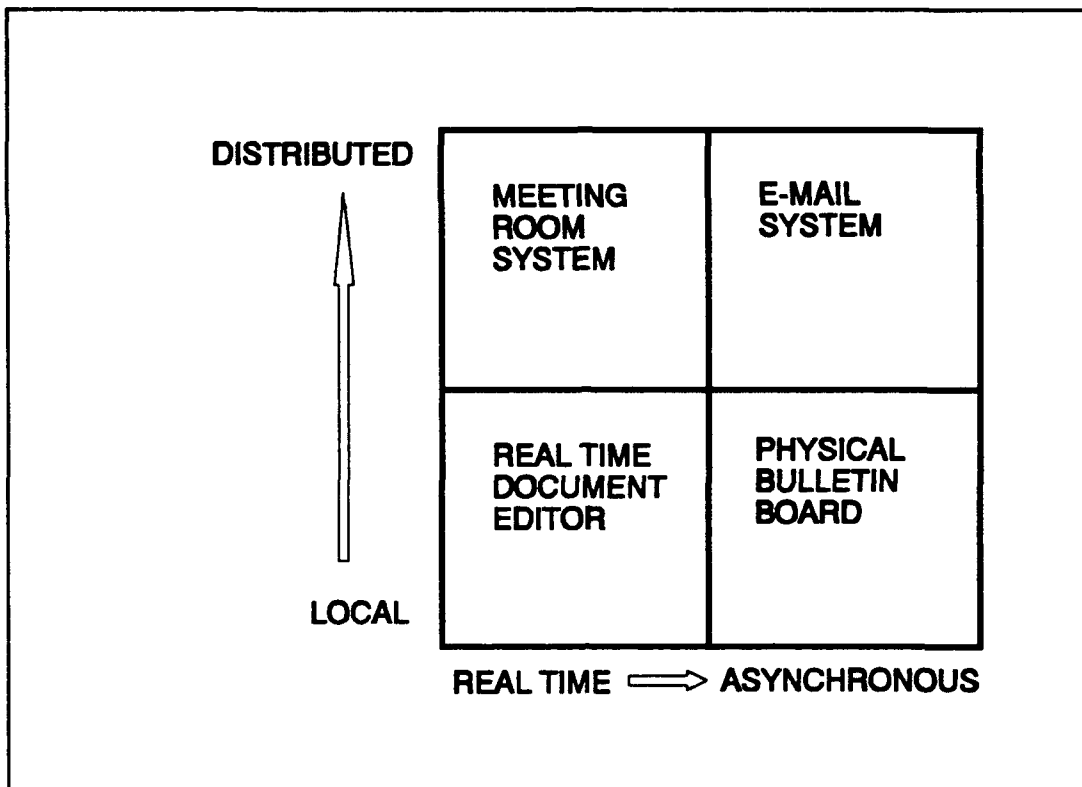 DISTRIBUTED
MEETING
ROOM
SYSTEM
E-MAIL
SYSTEM
REAL TIME
DOCUMENT
EDITOR
PHYSICAL
BULLETIN
BOARD
LOCAL
REAL TIME
ASYNCHRONOUS